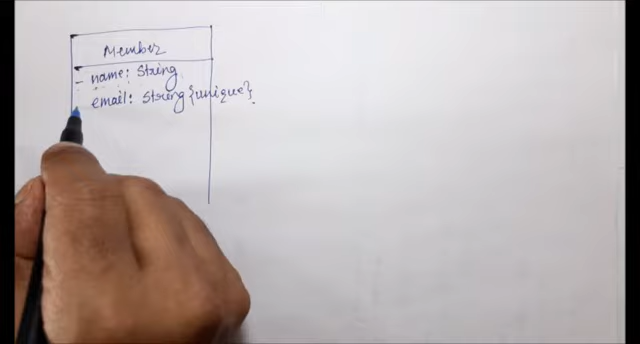 Member
- name: String
email: String {unique}.